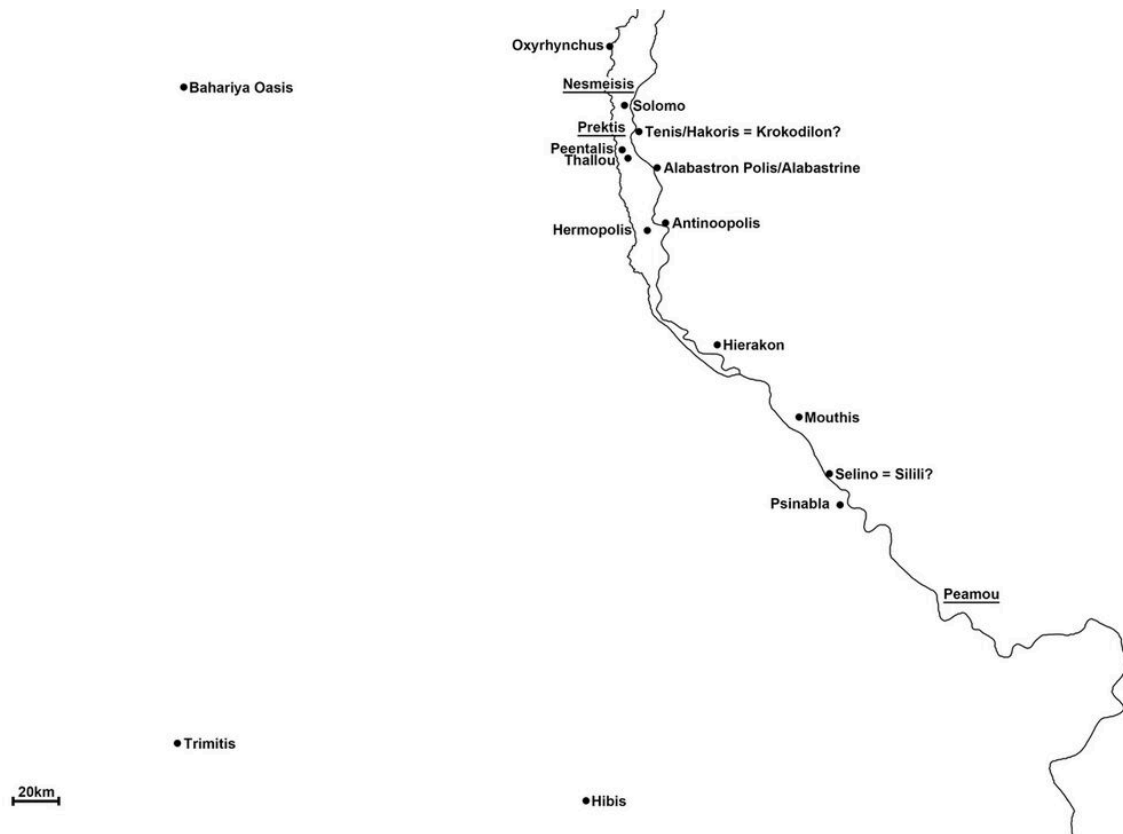 Oxyrhynchus
Bahariya Oasis
Nesmeisis
Solomo
Prektis
Tenis/Hakoris = Krokodilon?
Peentalis
Thallou
Alabastron Polis/Alabastrine
Antinoopolis
Hermopolis
Hierakon
Mouthis
Selino = Silili?
Psinabla
Peamou
Trimitis
20km
Hibis